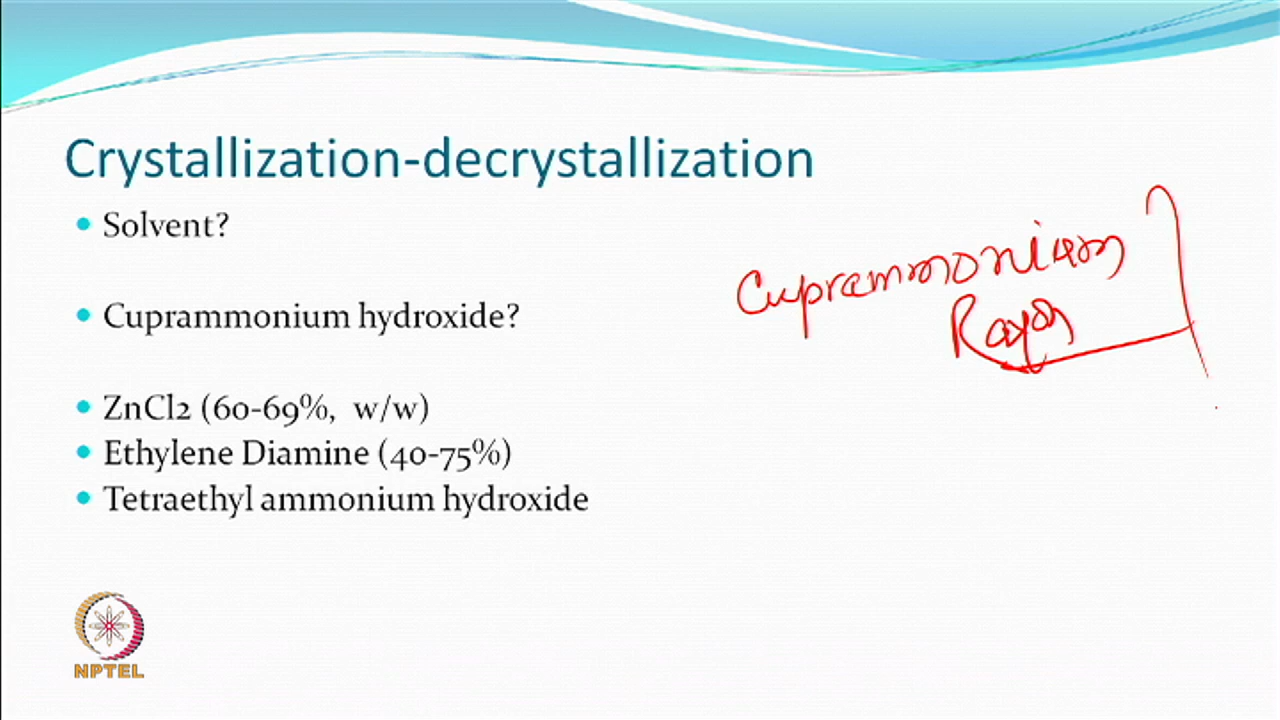 Crystallization-decrystallization
Solvent?
Cuprammonium hydroxide?
ZnCl2 (60-69%, w/w)
Ethylene Diamine (40-75%)
Tetraethyl ammonium hydroxide
Cuprammonium
Rayon
NPTEL